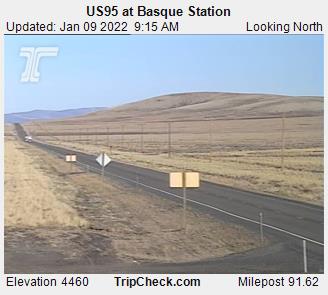 US95 at Basque Station
Updated: Jan 09 2022 9:15 AM Looking North
Elevation 4460 TripCheck.com Milepost 91.62